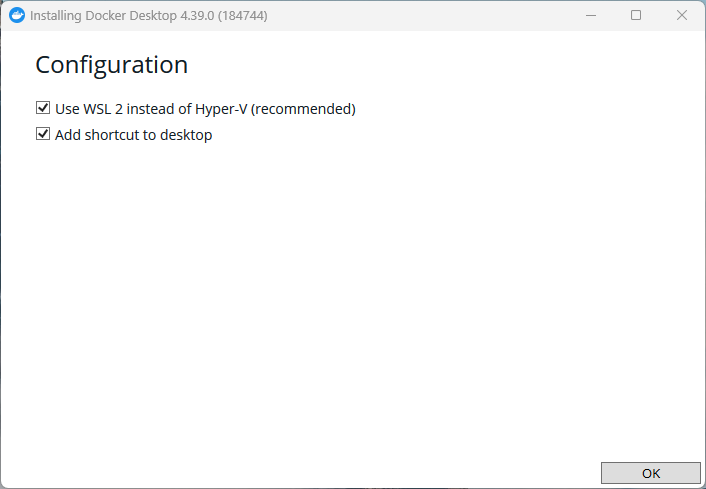 Installing Docker Desktop 4.39.0 (184744)
Configuration
Use WSL 2 instead of Hyper-V (recommended)
Add shortcut to desktop
OK